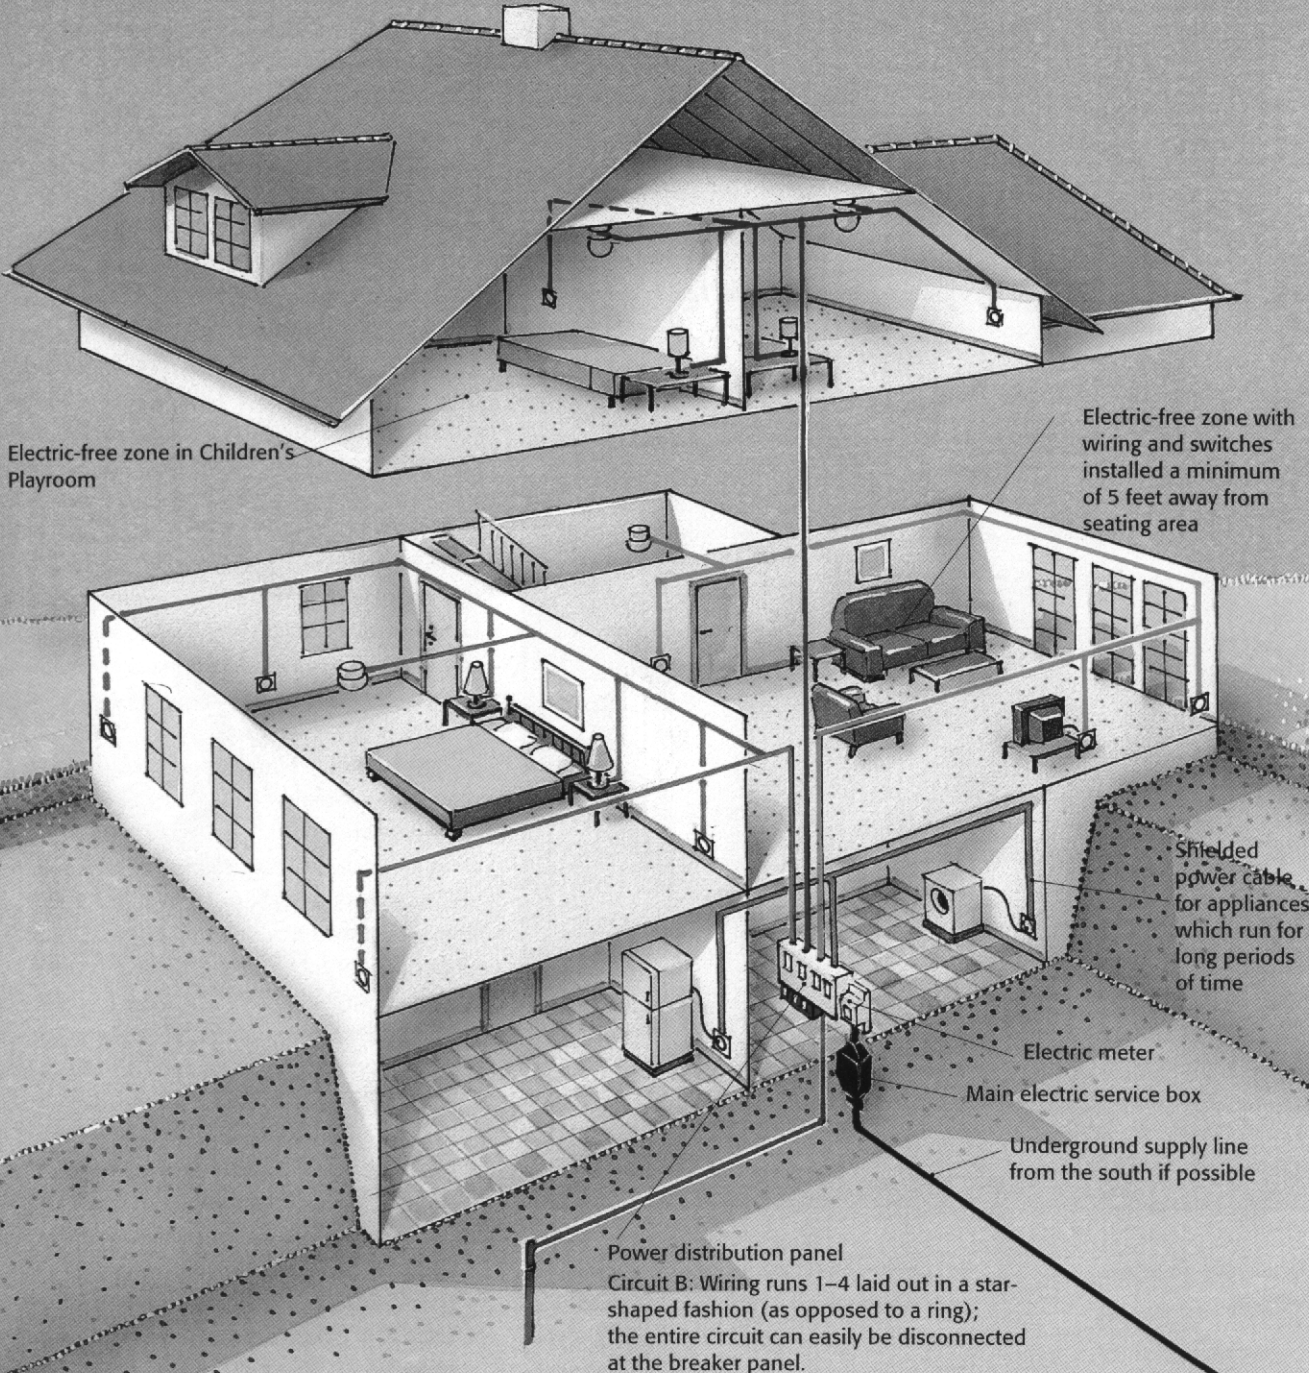 Electric-free zone in Children's
Playroom
Electric-free zone with
wiring and switches
installed a minimum
of 5 feet away from
seating area
Shielded
power cable
for appliances
which run for
long periods
of time
Electric meter
Main electric service box
Underground supply line
from the south if possible
Power distribution panel
Circuit B: Wiring runs 1–4 laid out in a star-
shaped fashion (as opposed to a ring);
the entire circuit can easily be disconnected
at the breaker panel.